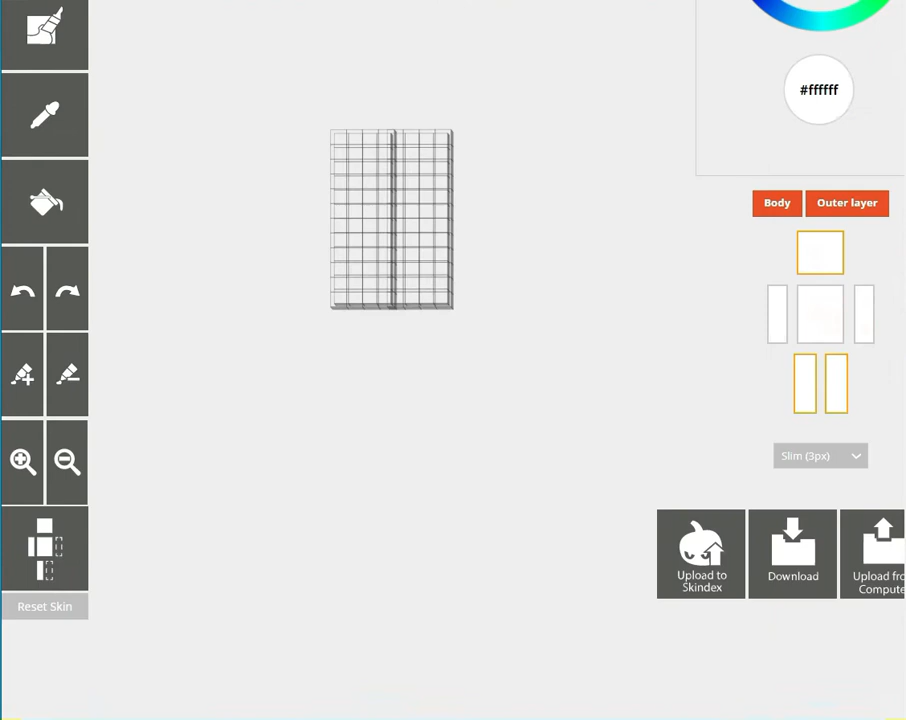 #ffffff
Body
Outer layer
Slim (3px)
Upload to
Skindex
Download
Upload fro
Compute
Reset Skin